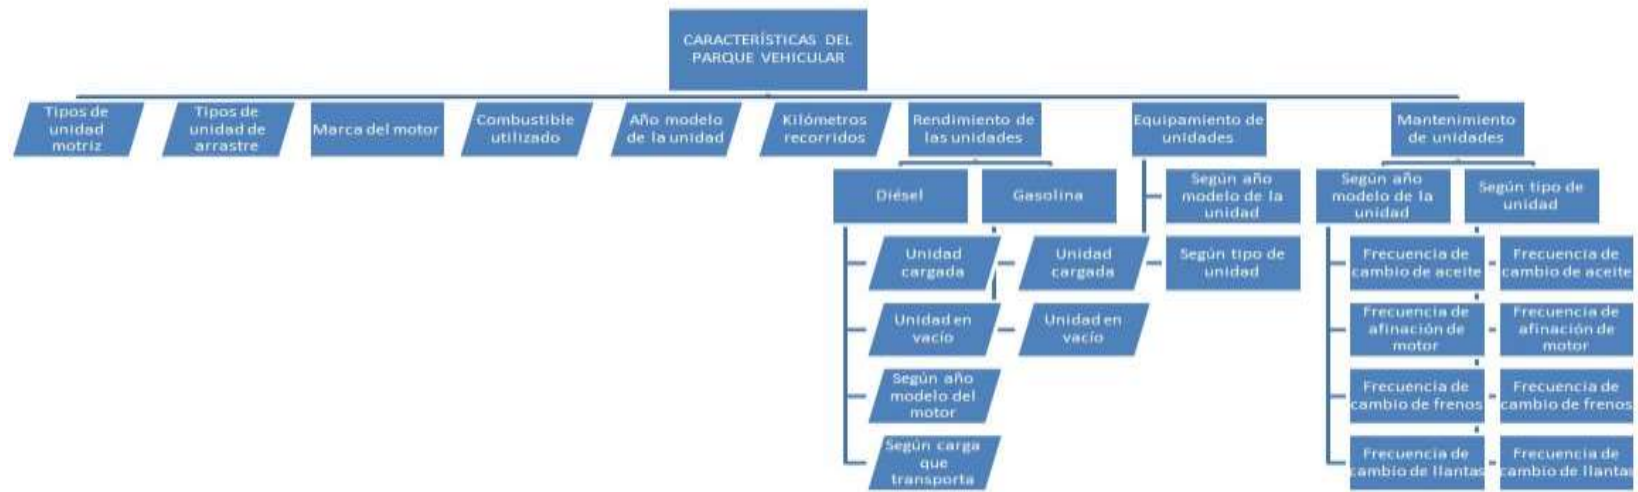 CARACTERÍSTICAS DEL
PARQUE VEHICULAR
Tipos de
unidad
motriz
Tipos de
unidad de
arrastre
Marca del motor
Combustible
utilizado
Año modelo
de la unidad
Kilómetros
recorridos
Rendimiento de
las unidades
Equipamiento de
unidades
Mantenimiento
de unidades
Diésel
Gasolina
Según año
modelo de la
unidad
Según año
modelo de la
unidad
Según tipo de
unidad
Unidad
cargada
Unidad
cargada
Según tipo de
unidad
Frecuencia de
cambio de aceite
Frecuencia de
cambio de aceite
Unidad en
vacío
Unidad en
vacío
Frecuencia de
afinación de
motor
Frecuencia de
afinación de
motor
Según año
modelo del
motor
Frecuencia de
cambio de frenos
Frecuencia de
cambio de frenos
Según carga
que
transporta
Frecuencia de
cambio de llantas
Frecuencia de
cambio de llantas